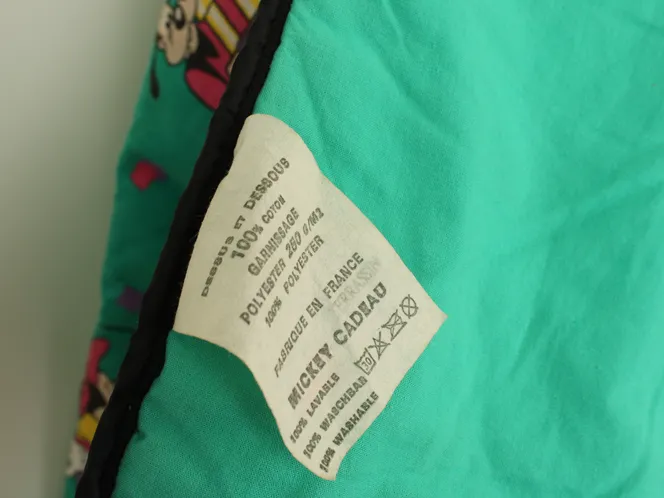 DESSUS ET DESSOUS
100% COTON
GARNISSAGE
POLYESTER 250 G/M2
100% POLYESTER
FABRIQUE EN FRANCE
MICKEY CADEAU
30
100% LAVABLE
100% WASCHBAR
100% WASHABLE